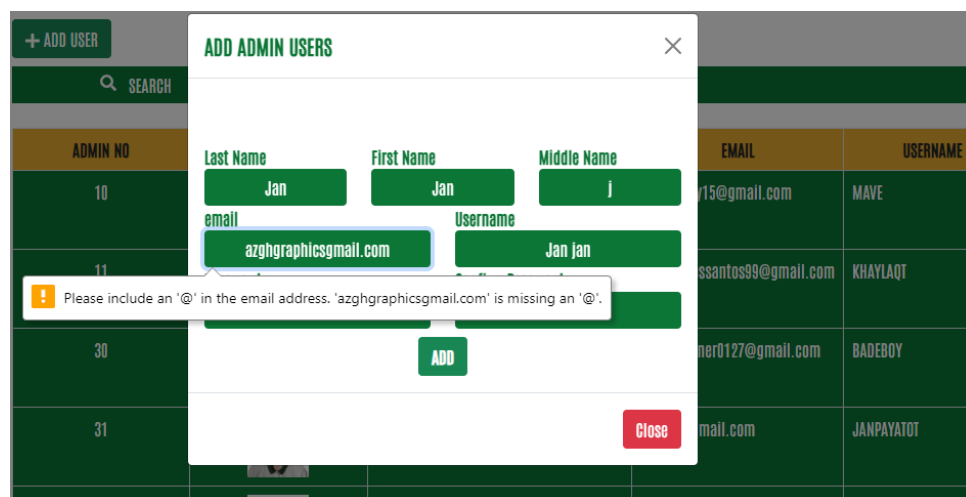 + ADD USER
ADD ADMIN USERS
SEARCH
ADMIN NO
EMAIL
USERNAME
Last Name
First Name
Middle Name
Jan
Jan
j
10
15@gmail.com
MAVE
email
Username
azghgraphicsgmail.com
Jan jan
11
ssantos99@gmail.com
KHAYLAQT
! Please include an '@' in the email address. 'azghgraphicsgmail.com' is missing an '@'.
30
ner0127@gmail.com
BADEBOY
ADD
31
mail.com
JANPAYATOT
Close